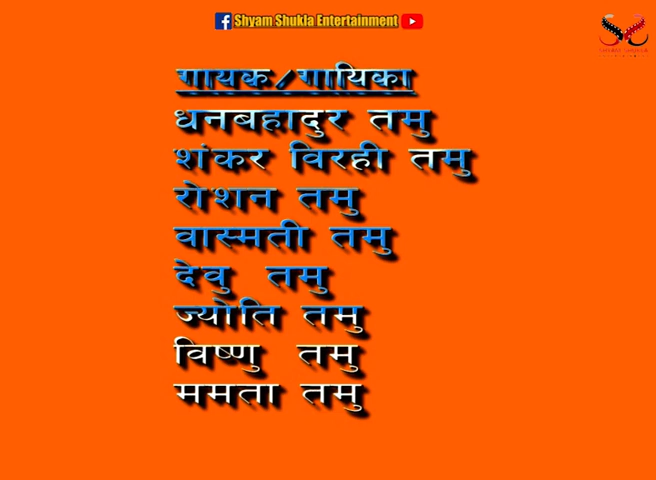 Shyam Shukla Entertainment
गायक/गायिका
धनबहादुर तमु
शंकर विरही तमु
रोशन तमु
वास्मती तमु
देवु तमु
ज्योति तमु
विष्णु तमु
ममता तमु